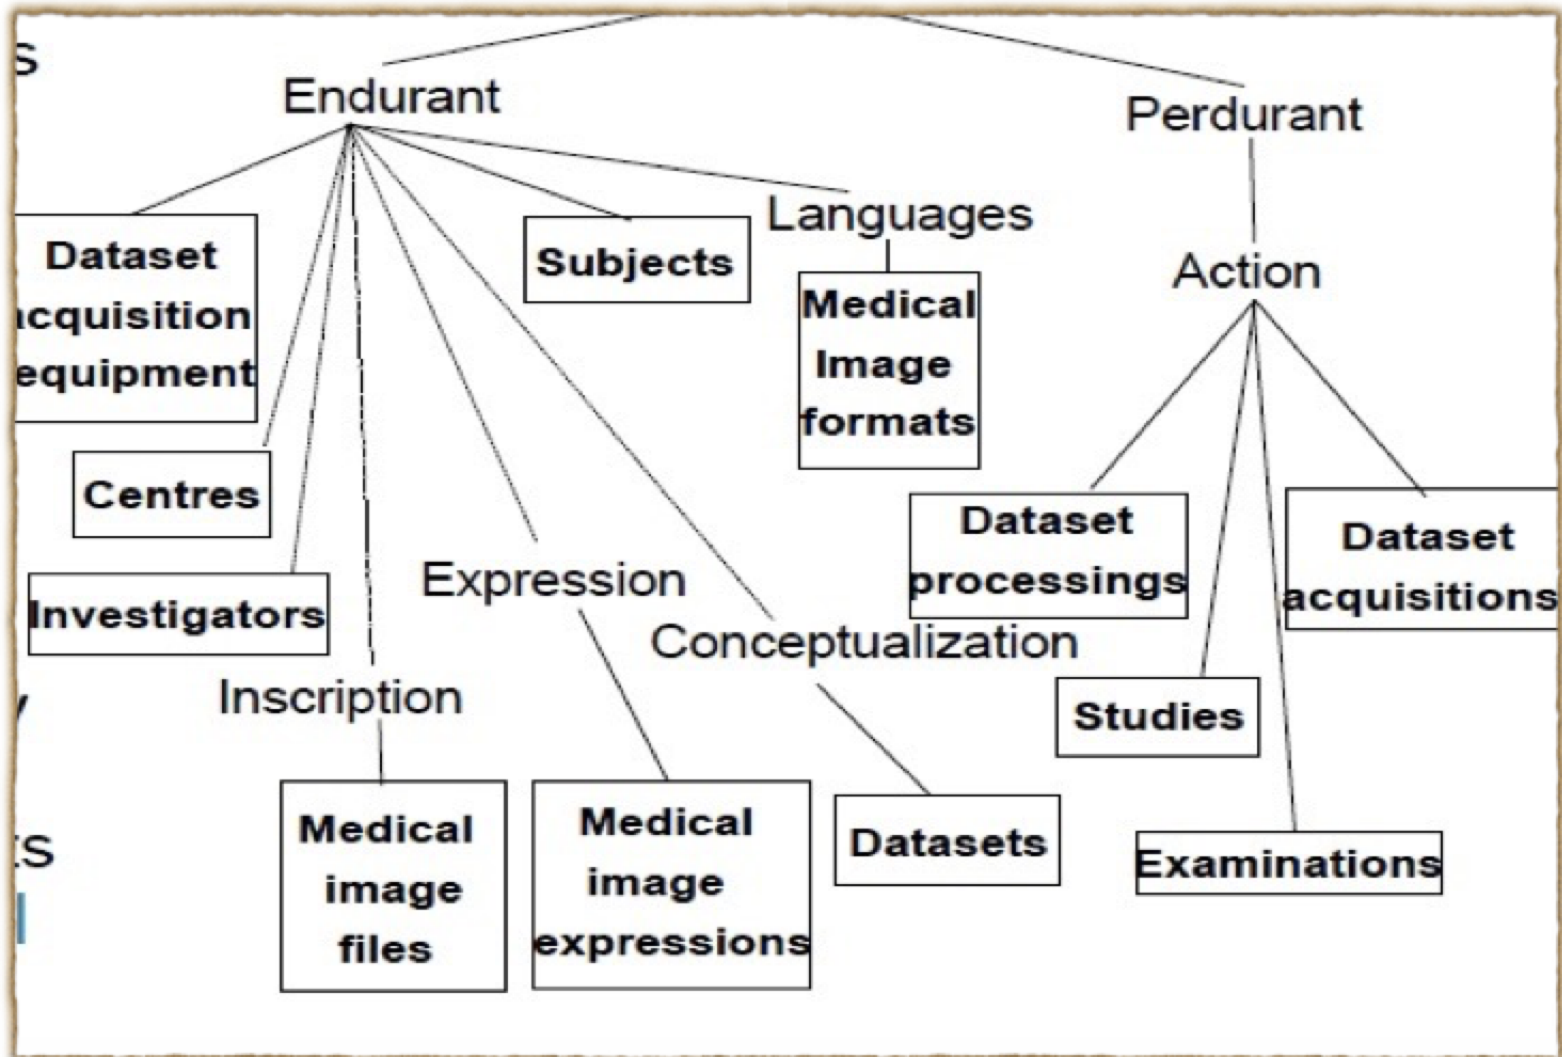 Endurant
Perdurant
Languages
Dataset
acquisition
equipment
Subjects
Action
Medical
Image
formats
Centres
Dataset
processings
Dataset
acquisitions
Investigators
Expression
Conceptualization
Inscription
Studies
Medical
image
files
Medical
image
expressions
Datasets
Examinations